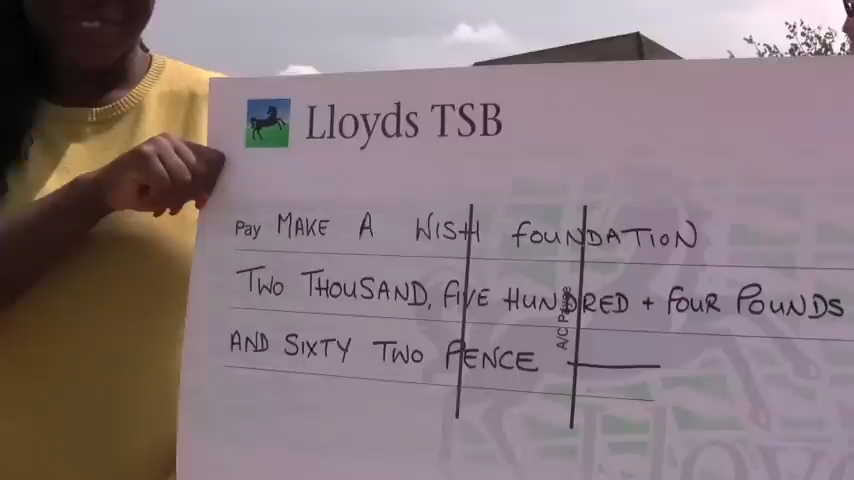 Lloyds TSB
Pay MAKE A WISH FOUNDATION
TWO THOUSAND, FIVE HUNDRED + FOUR POUNDS
AND SIXTY TWO PENCE
A/C Payee